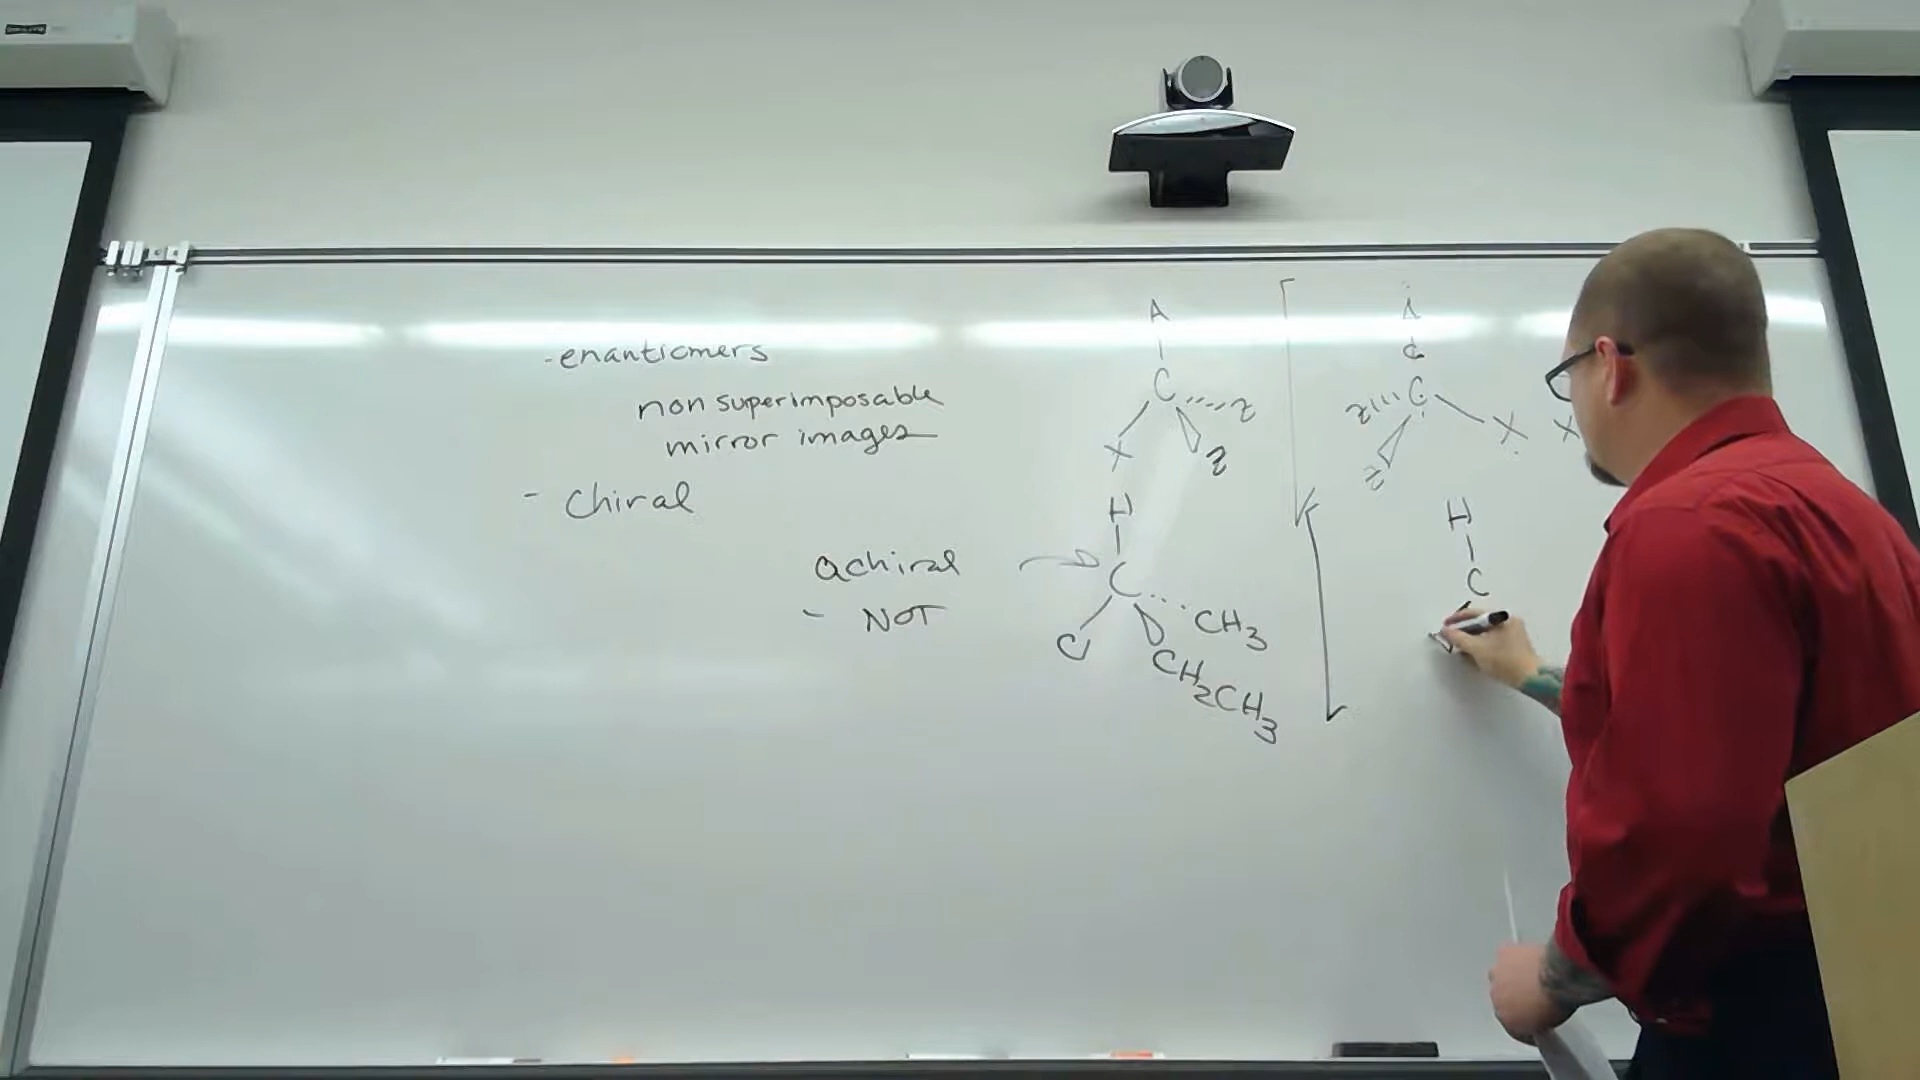 - enantiomers
non superimposable
mirror images
- Chiral
achiral
- NOT
A
C
X
z
z
H
C
Cl
CH3
CH2CH3
C
z
X
X
z
H
C